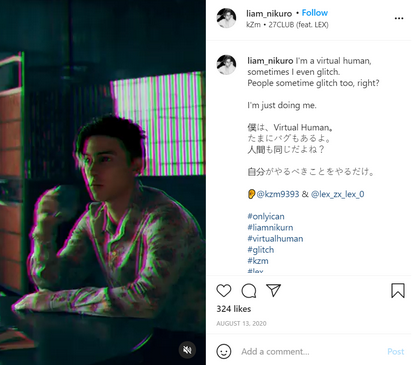 liam_nikuro • Follow
kZm • 27CLUB (feat. LEX)
liam_nikuro I'm a virtual human,
sometimes I even glitch.
People sometime glitch too, right?
I'm just doing me.
僕は、Virtual Human。
たまにバグもあるよ。
人間も同じだよね？
自分がやるべきことをやるだけ。
@kzm9393 & @lex_zx_lex_0
#onlyican
#liamnikurn
#virtualhuman
#glitch
#kzm
#lex
324 likes
AUGUST 13, 2020
Add a comment...
Post